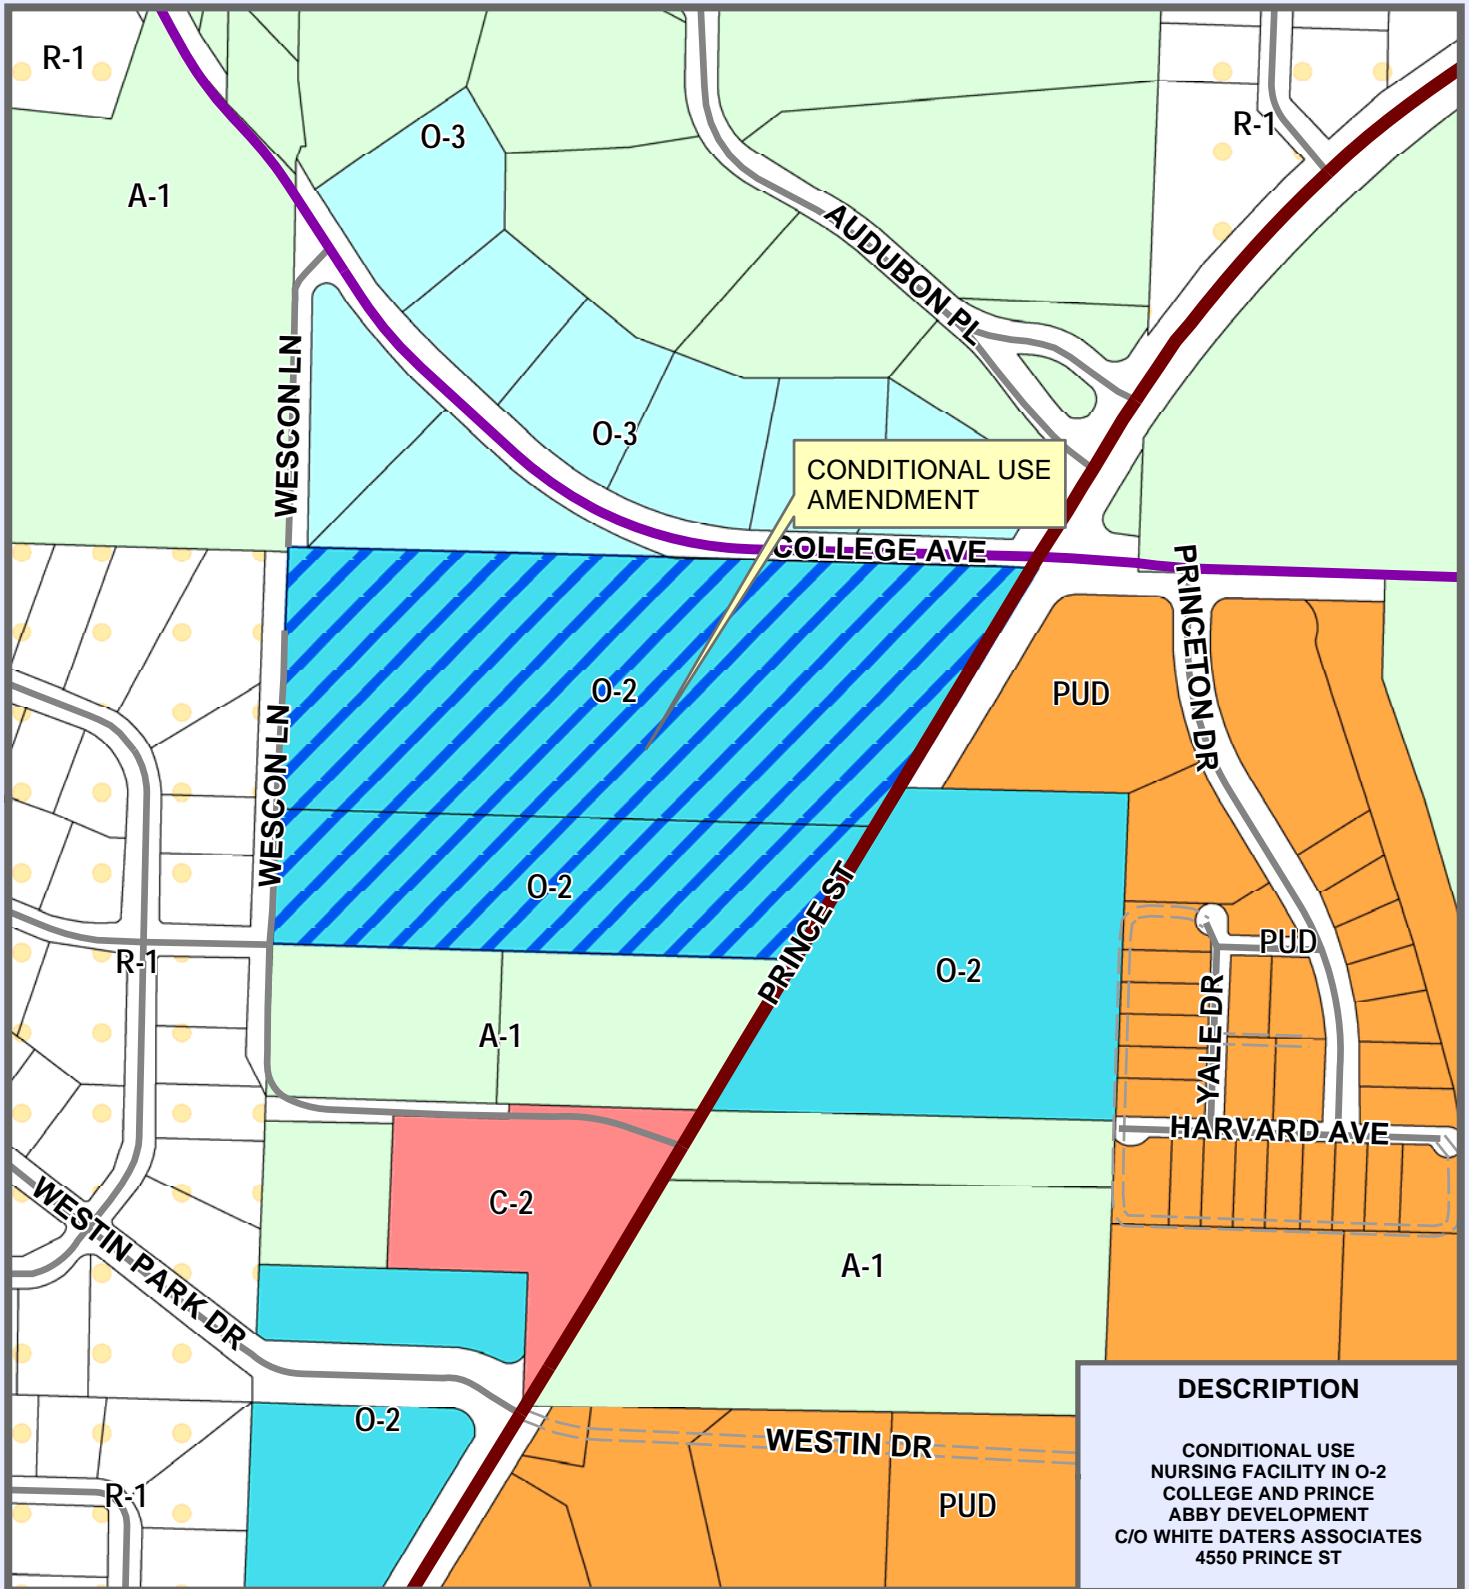 R-1
O-3
R-1
A-1
AUDUBON PL
WESCON LN
O-3
CONDITIONAL USE
AMENDMENT
COLLEGE AVE
PRINCETON DR
O-2
PUD
WESCON LN
O-2
PRINCE ST
PUD
R-1
O-2
YALE DR
A-1
HARVARD AVE
C-2
WESTIN PARK DR
A-1
O-2
WESTIN DR
R-1
PUD
DESCRIPTION
CONDITIONAL USE
NURSING FACILITY IN O-2
COLLEGE AND PRINCE
ABBY DEVELOPMENT
C/O WHITE DATERS ASSOCIATES
4550 PRINCE ST